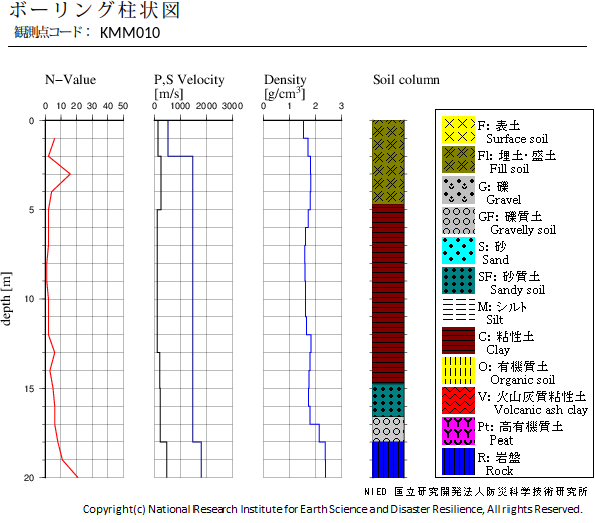 ボーリング柱状図
観測点コード： KMM010
N−Value
P,S Velocity
[m/s]
Density
[g/cm3]
Soil column
0 10 20 30 40 50
0 1000 2000 3000
0 1 2 3
depth [m]
0
5
10
15
20
F: 表土
Surface soil
Fl: 埋土・盛土
Fill soil
G: 礫
Gravel
GF: 礫質土
Gravelly soil
S: 砂
Sand
SF: 砂質土
Sandy soil
M: シルト
Silt
C: 粘性土
Clay
O: 有機質土
Organic soil
V: 火山灰質粘性土
Volcanic ash clay
Pt: 高有機質土
Peat
R: 岩盤
Rock
NIED 国立研究開発法人防災科学技術研究所
Copyright(c) National Research Institute for Earth Science and Disaster Resilience, All rights Reserved.